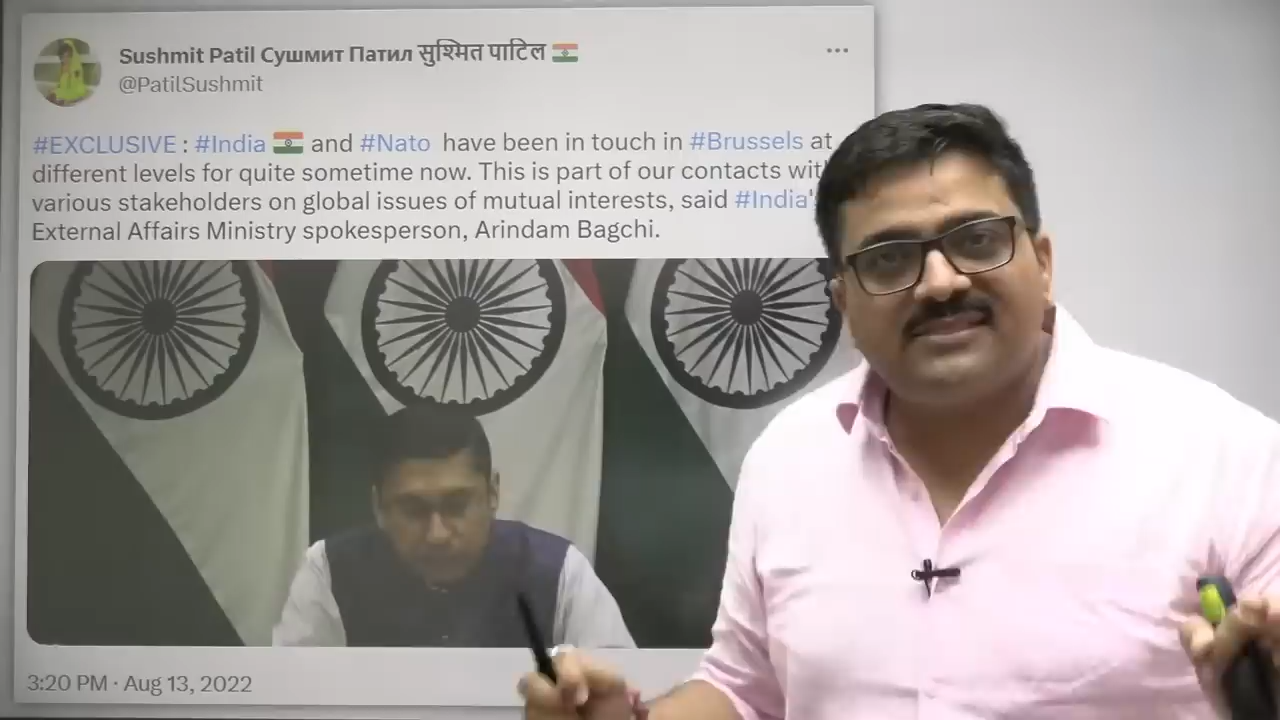 Sushmit Patil Сушмит Патил सुश्मित पाटिल
@PatilSushmit
#EXCLUSIVE : #India and #Nato have been in touch in #Brussels at
different levels for quite sometime now. This is part of our contacts with
various stakeholders on global issues of mutual interests, said #India's
External Affairs Ministry spokesperson, Arindam Bagchi.
3:20 PM · Aug 13, 2022